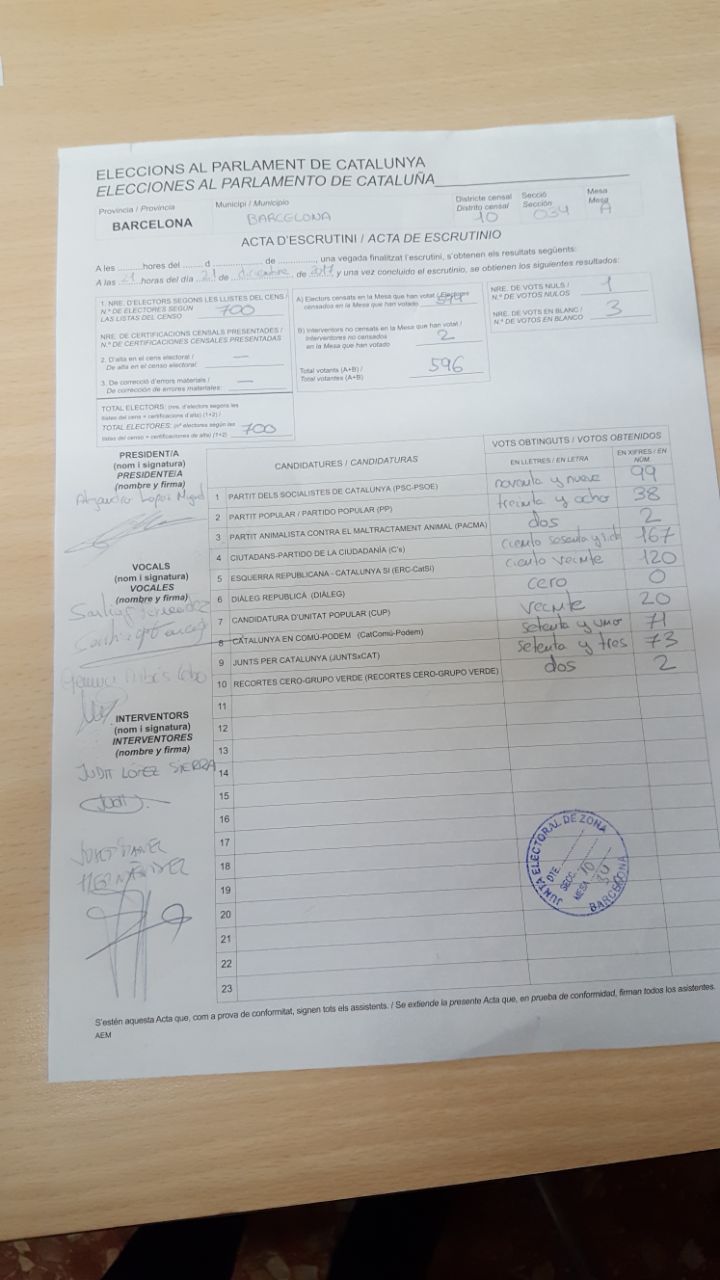 ELECCIONS AL PARLAMENT DE CATALUNYA
ELECCIONES AL PARLAMENTO DE CATALUÑA
Provincia / Província
BARCELONA
Municipi / Municipio
BARCELONA
Districte censal
Distrito censal
10
Secció
Sección
034
Mesa
Mesa
A
ACTA D'ESCRUTINI / ACTA DE ESCRUTINIO
A les ........hores del ....... d ................. de .............., una vegada finalitzat l'escrutini, s'obtenen els resultats següents:
A las 21 horas del día 21 de diciembre de 2017 y una vez concluido el escrutinio, se obtienen los siguientes resultados:
1. NRE. D'ELECTORS SEGONS LES LLISTES DEL CENS /
N.º DE ELECTORES SEGÚN
LAS LISTAS DEL CENSO
700
NRE. DE CERTIFICACIONS CENSALS PRESENTADES /
N.º DE CERTIFICACIONES CENSALES PRESENTADAS
2. D'alta en el cens electoral /
De alta en el censo electoral: —
3. De correcció d'errors materials /
De corrección de errores materiales: —
TOTAL ELECTORS: (nre. d'electors segons les
llistes del cens + certificacions d'alta) (1+2) /
TOTAL ELECTORES: (nº electores según las
listas del censo + certificaciones de alta) (1+2) 700
A) Electors censats en la Mesa que han votat / Electores
censados en la Mesa que han votado 594
B) Interventors no censats en la Mesa que han votat /
Interventores no censados
en la Mesa que han votado 2
Total votants (A+B) /
Total votantes (A+B) 596
NRE. DE VOTS NULS /
N.º DE VOTOS NULOS 1
NRE. DE VOTS EN BLANC /
N.º DE VOTOS EN BLANCO 3
PRESIDENT/A
(nom i signatura)
PRESIDENTE/A
(nombre y firma)
Alejandro López
VOCALS
(nom i signatura)
VOCALES
(nombre y firma)
Gemma Ribés
INTERVENTORS
(nom i signatura)
INTERVENTORES
(nombre y firma)
JUDIT LÓPEZ SIERRA
Judit
HERNÁNDEZ
CANDIDATURES / CANDIDATURAS
VOTS OBTINGUTS / VOTOS OBTENIDOS
EN LLETRES / EN LETRA
EN XIFRES / EN NÚM.
1 PARTIT DELS SOCIALISTES DE CATALUNYA (PSC-PSOE) noventa y nueve 99
2 PARTIT POPULAR / PARTIDO POPULAR (PP) treinta y ocho 38
3 PARTIT ANIMALISTA CONTRA EL MALTRACTAMENT ANIMAL (PACMA) dos 2
4 CIUTADANS-PARTIDO DE LA CIUDADANÍA (C's) ciento sesenta y siete 167
5 ESQUERRA REPUBLICANA - CATALUNYA SÍ (ERC-CatSí) ciento veinte 120
6 DIÀLEG REPUBLICÀ (DIÀLEG) cero 0
7 CANDIDATURA D'UNITAT POPULAR (CUP) veinte 20
8 CATALUNYA EN COMÚ-PODEM (CatComú-Podem) setenta y uno 71
9 JUNTS PER CATALUNYA (JUNTSxCAT) setenta y tres 73
10 RECORTES CERO-GRUPO VERDE (RECORTES CERO-GRUPO VERDE) dos 2
11
12
13
14
15
16
17
18
19
20
21
22
23
JUNTA ELECTORAL DE ZONA
DTE.
SECC. 10
MESA 34
BARCELONA
S'estén aquesta Acta que, com a prova de conformitat, signen tots els assistents. / Se extiende la presente Acta que, en prueba de conformidad, firman todos los asistentes.
AEM